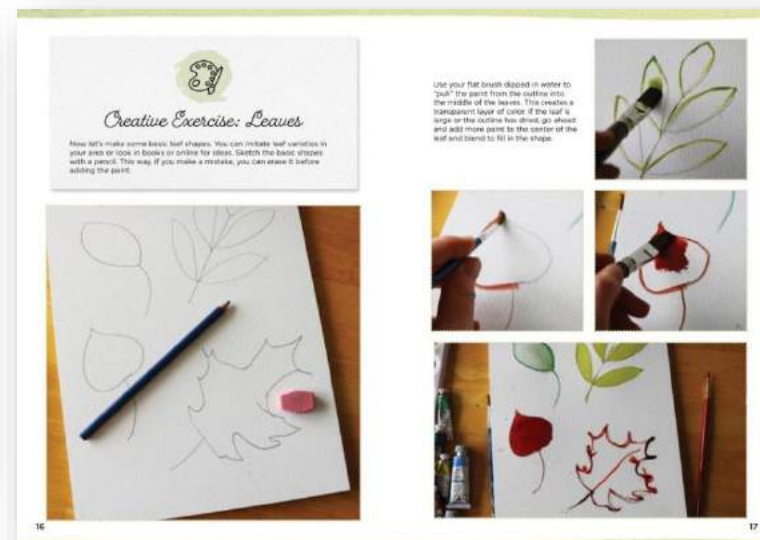 Creative Exercise: Leaves
Now let's make some basic leaf shapes. You can imitate leaf varieties in
your area or look in books or online for ideas. Sketch the basic shapes
with a pencil. This way, if you make a mistake, you can erase it before
adding the paint.
16
Use your flat brush dipped in water to
"pull" the paint from the outline into
the middle of the leaves. This creates a
transparent layer of color. If the leaf is
large or the outline has dried, go ahead
and add more paint to the center of the
leaf and blend to fill in the shape.
17